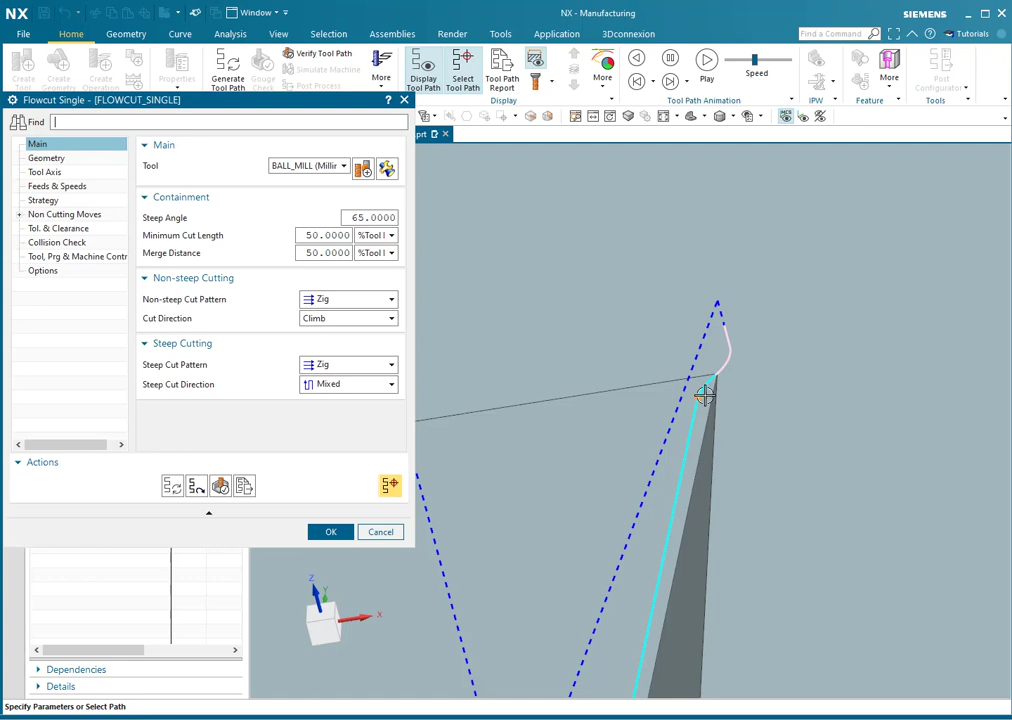 NX
Window
NX - Manufacturing
SIEMENS
File
Home
Geometry
Curve
Analysis
View
Selection
Assemblies
Render
Tools
Application
3Dconnexion
Find a Command
Tutorials
Create Tool
Create Geometry
Create Operation
Properties
Generate Tool Path
Gouge Check
Verify Tool Path
Simulate Machine
Post Process
More
Display Tool Path
Select Tool Path
Tool Path Report
Display
More
Play
Speed
Tool Path Animation
IPW
More
Feature
Post Configurator
Tools
Flowcut Single - [FLOWCUT_SINGLE]
prt
Find
Main
Geometry
Tool Axis
Feeds & Speeds
Strategy
Non Cutting Moves
Tol. & Clearance
Collision Check
Tool, Prg & Machine Contr
Options
Main
Tool
BALL_MILL (Millir
Containment
Steep Angle
65.0000
Minimum Cut Length
50.0000
%Tool
Merge Distance
50.0000
%Tool
Non-steep Cutting
Non-steep Cut Pattern
Zig
Cut Direction
Climb
Steep Cutting
Steep Cut Pattern
Zig
Steep Cut Direction
Mixed
Actions
OK
Cancel
Z
Y
X
Dependencies
Details
Specify Parameters or Select Path